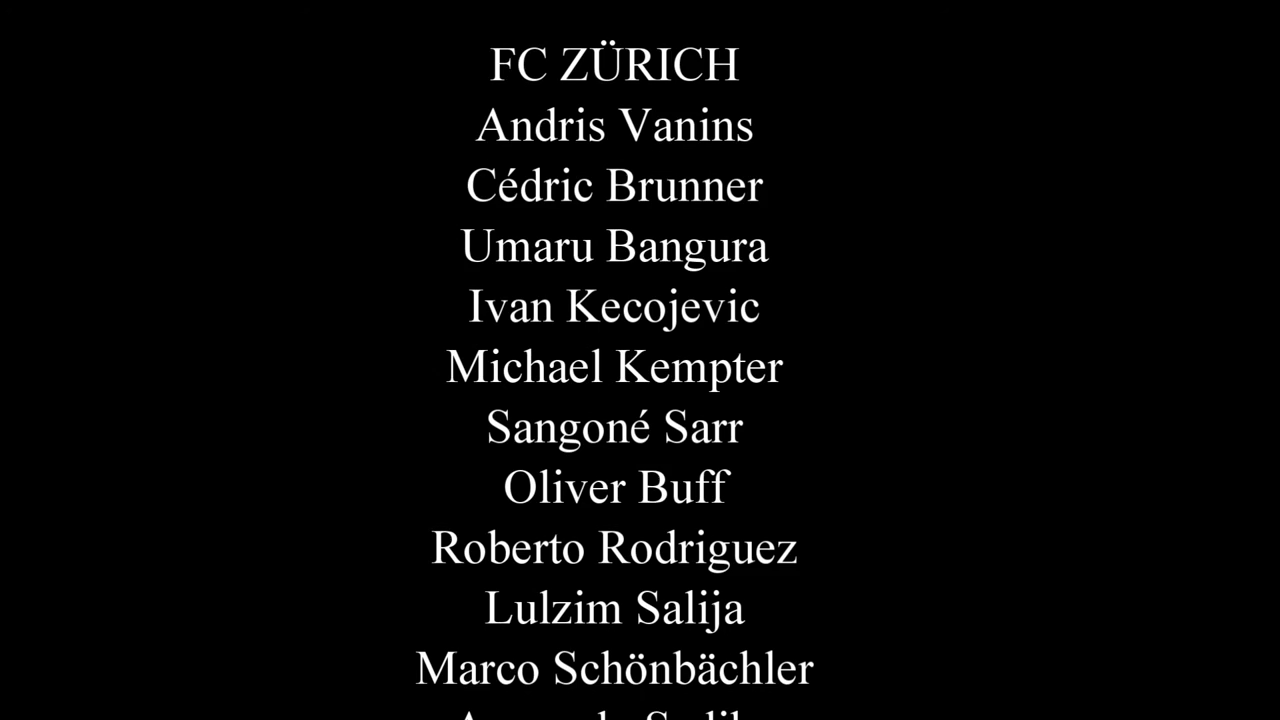 FC ZÜRICH
Andris Vanins
Cédric Brunner
Umaru Bangura
Ivan Kecojevic
Michael Kempter
Sangoné Sarr
Oliver Buff
Roberto Rodriguez
Lulzim Salija
Marco Schönbächler